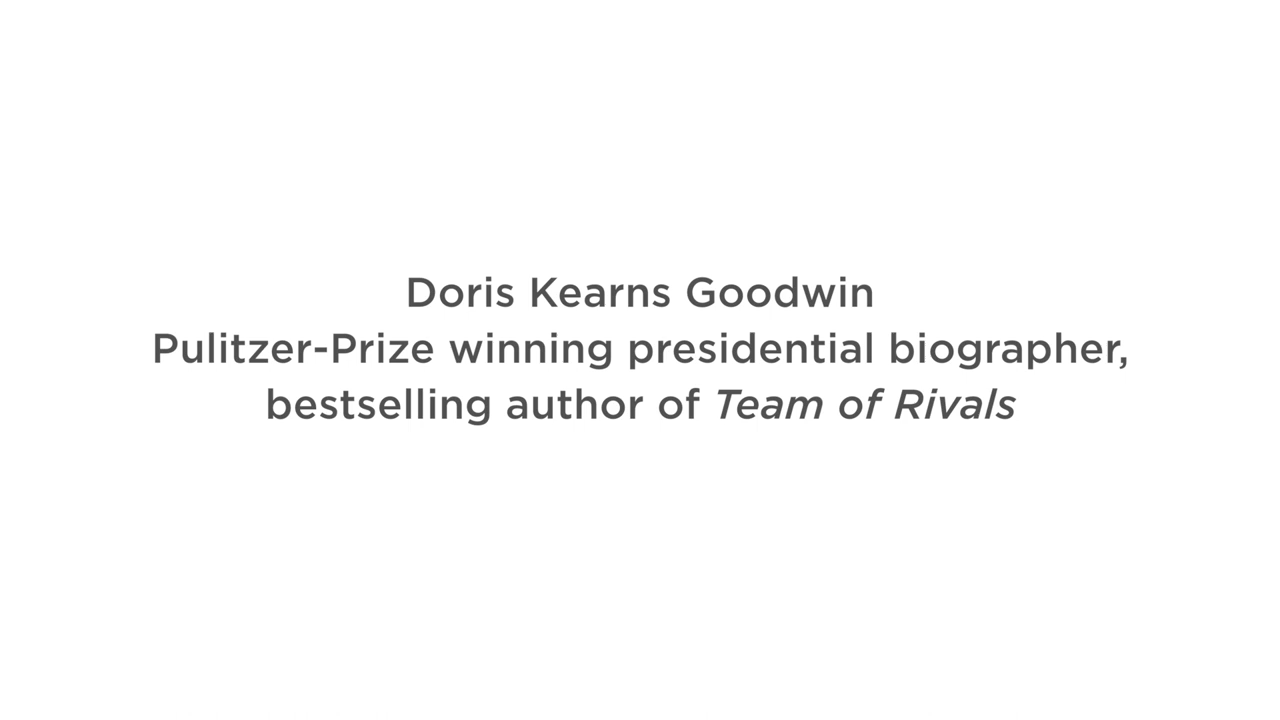 Doris Kearns Goodwin
Pulitzer-Prize winning presidential biographer,
bestselling author of Team of Rivals